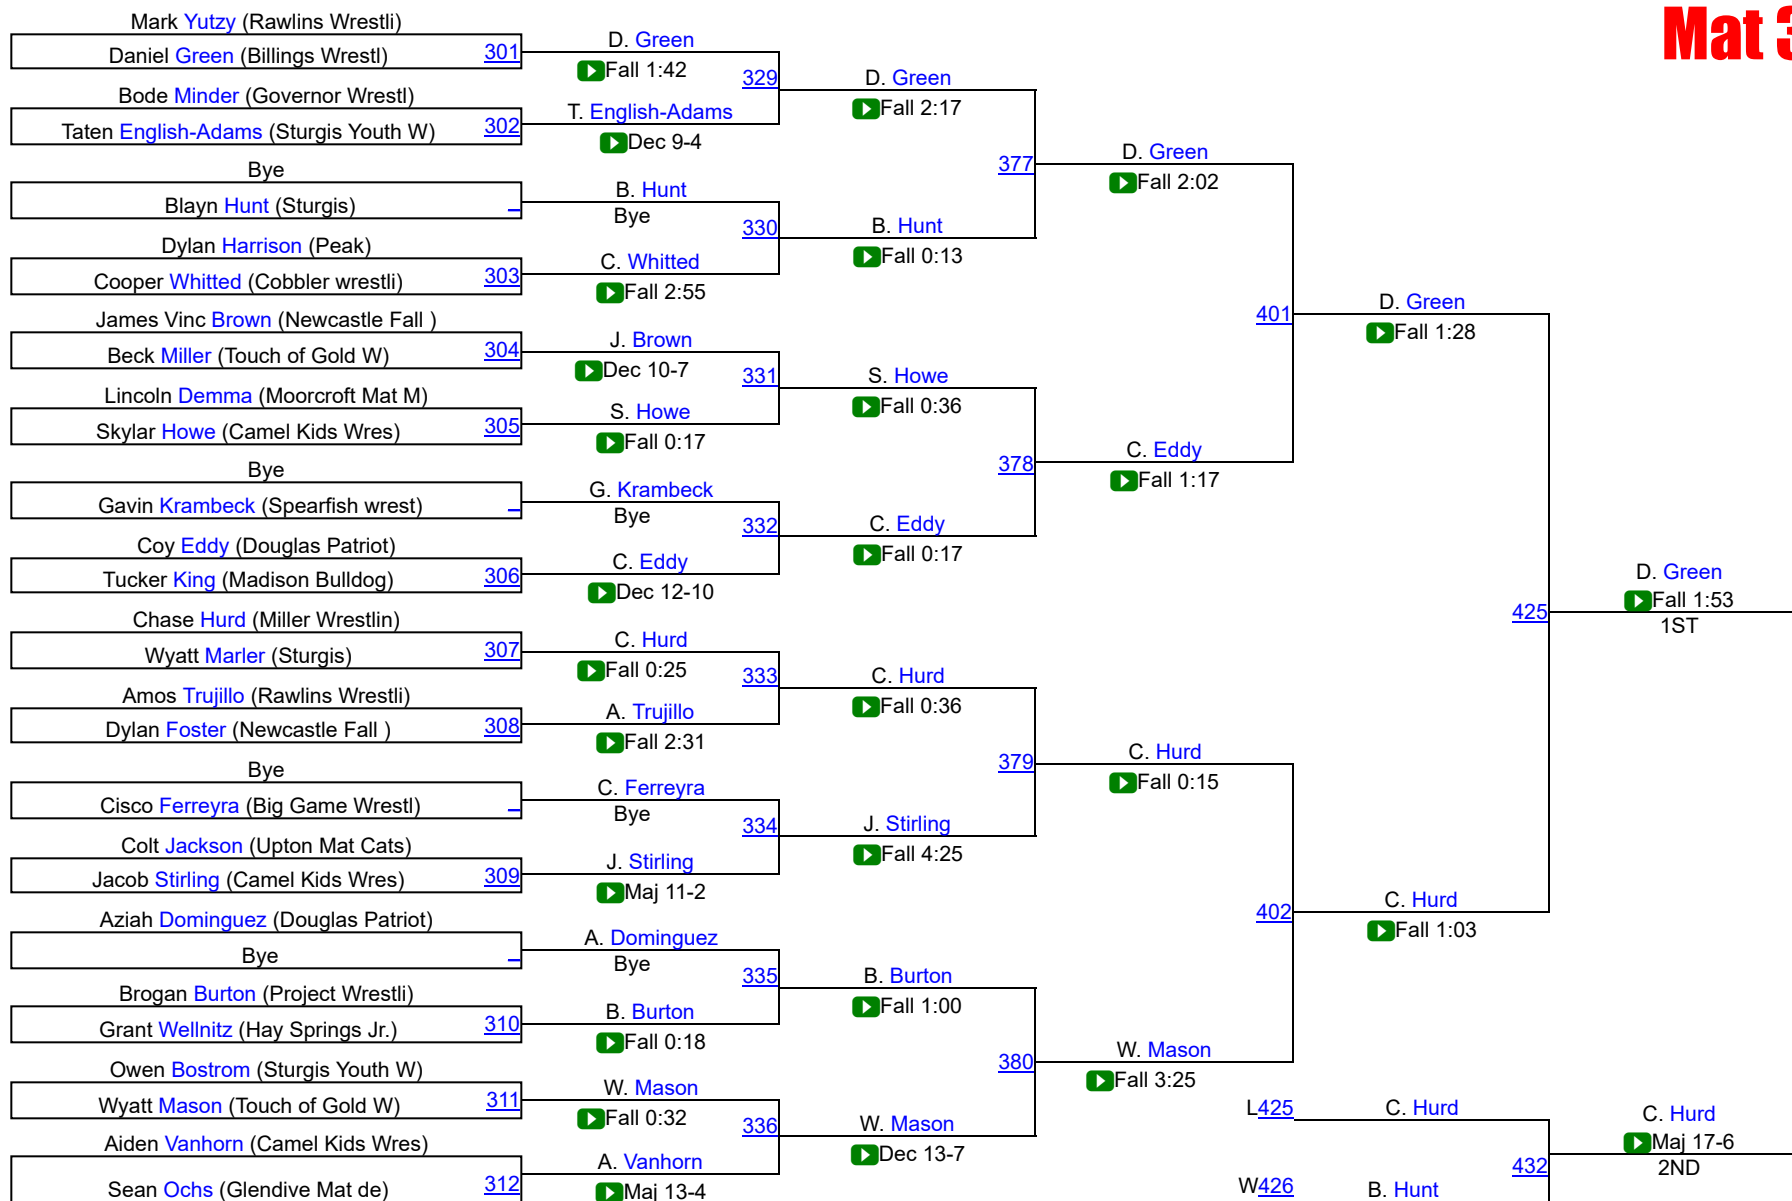 Mat 3
Mark Yutzy (Rawlins Wrestli)
Daniel Green (Billings Wrestl) 301
Bode Minder (Governor Wrestl)
Taten English-Adams (Sturgis Youth W) 302
Bye
Blayn Hunt (Sturgis)
Dylan Harrison (Peak)
Cooper Whitted (Cobbler wrestli) 303
James Vinc Brown (Newcastle Fall )
Beck Miller (Touch of Gold W) 304
Lincoln Demma (Moorcroft Mat M)
Skylar Howe (Camel Kids Wres) 305
Bye
Gavin Krambeck (Spearfish wrest)
Coy Eddy (Douglas Patriot)
Tucker King (Madison Bulldog) 306
Chase Hurd (Miller Wrestlin)
Wyatt Marler (Sturgis) 307
Amos Trujillo (Rawlins Wrestli)
Dylan Foster (Newcastle Fall ) 308
Bye
Cisco Ferreyra (Big Game Wrestl)
Colt Jackson (Upton Mat Cats)
Jacob Stirling (Camel Kids Wres) 309
Aziah Dominguez (Douglas Patriot)
Bye
Brogan Burton (Project Wrestli)
Grant Wellnitz (Hay Springs Jr.) 310
Owen Bostrom (Sturgis Youth W)
Wyatt Mason (Touch of Gold W) 311
Aiden Vanhorn (Camel Kids Wres)
Sean Ochs (Glendive Mat de) 312
D. Green
Fall 1:42
329
T. English-Adams
Dec 9-4
B. Hunt
Bye
330
C. Whitted
Fall 2:55
J. Brown
Dec 10-7
331
S. Howe
Fall 0:17
G. Krambeck
Bye
332
C. Eddy
Dec 12-10
C. Hurd
Fall 0:25
333
A. Trujillo
Fall 2:31
C. Ferreyra
Bye
334
J. Stirling
Maj 11-2
A. Dominguez
Bye
335
B. Burton
Fall 0:18
W. Mason
Fall 0:32
336
A. Vanhorn
Maj 13-4
D. Green
Fall 2:17
377
B. Hunt
Fall 0:13
S. Howe
Fall 0:36
378
C. Eddy
Fall 0:17
C. Hurd
Fall 0:36
379
J. Stirling
Fall 4:25
B. Burton
Fall 1:00
380
W. Mason
Dec 13-7
D. Green
Fall 2:02
401
C. Eddy
Fall 1:17
C. Hurd
Fall 0:15
402
W. Mason
Fall 3:25
D. Green
Fall 1:28
425
C. Hurd
Fall 1:03
D. Green
Fall 1:53
1ST
L425 C. Hurd
432
W426 B. Hunt
C. Hurd
Maj 17-6
2ND